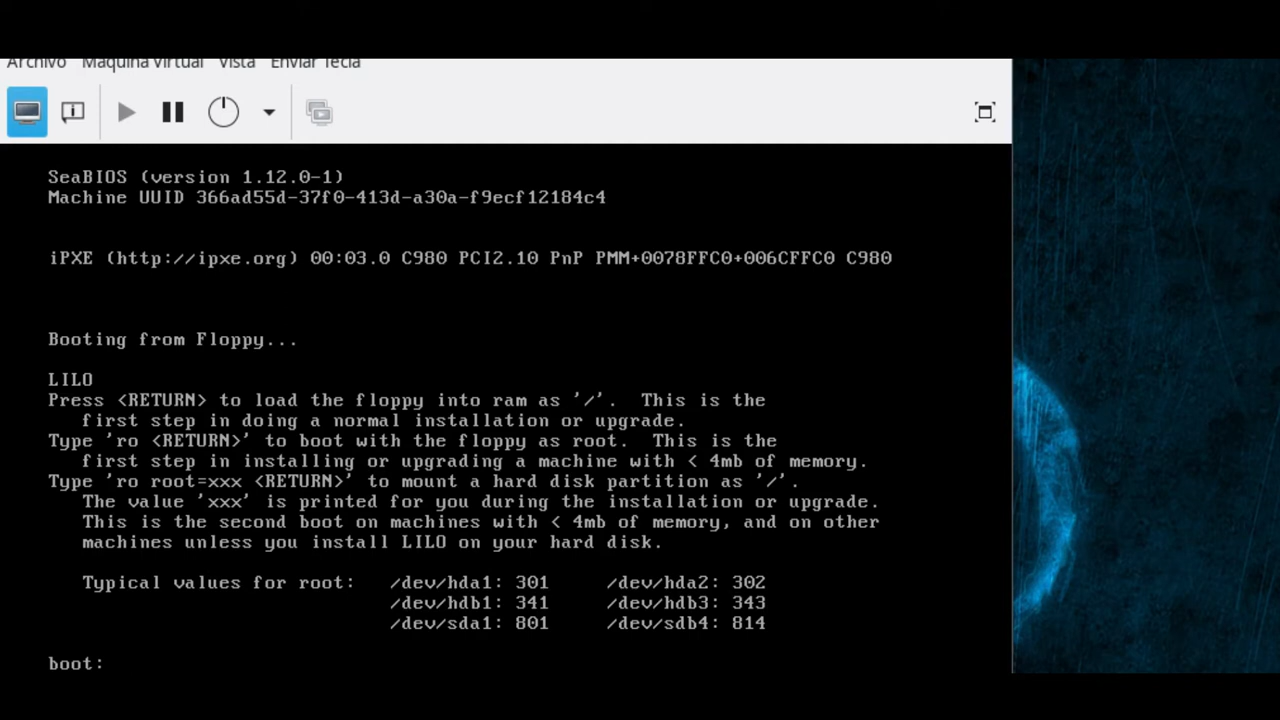 Archivo Máquina Virtual Vista Enviar Tecla
SeaBIOS (version 1.12.0-1)
Machine UUID 366ad55d-37f0-413d-a30a-f9ecf12184c4
iPXE (http://ipxe.org) 00:03.0 C980 PCI2.10 PnP PMM+0078FFC0+006CFFC0 C980
Booting from Floppy...
LILO
Press <RETURN> to load the floppy into ram as '/'.  This is the
first step in doing a normal installation or upgrade.
Type 'ro <RETURN>' to boot with the floppy as root.  This is the
first step in installing or upgrading a machine with < 4mb of memory.
Type 'ro root=xxx <RETURN>' to mount a hard disk partition as '/'.
The value 'xxx' is printed for you during the installation or upgrade.
This is the second boot on machines with < 4mb of memory, and on other
machines unless you install LILO on your hard disk.
Typical values for root:   /dev/hda1: 301     /dev/hda2: 302
/dev/hdb1: 341     /dev/hdb3: 343
/dev/sda1: 801     /dev/sdb4: 814
boot: